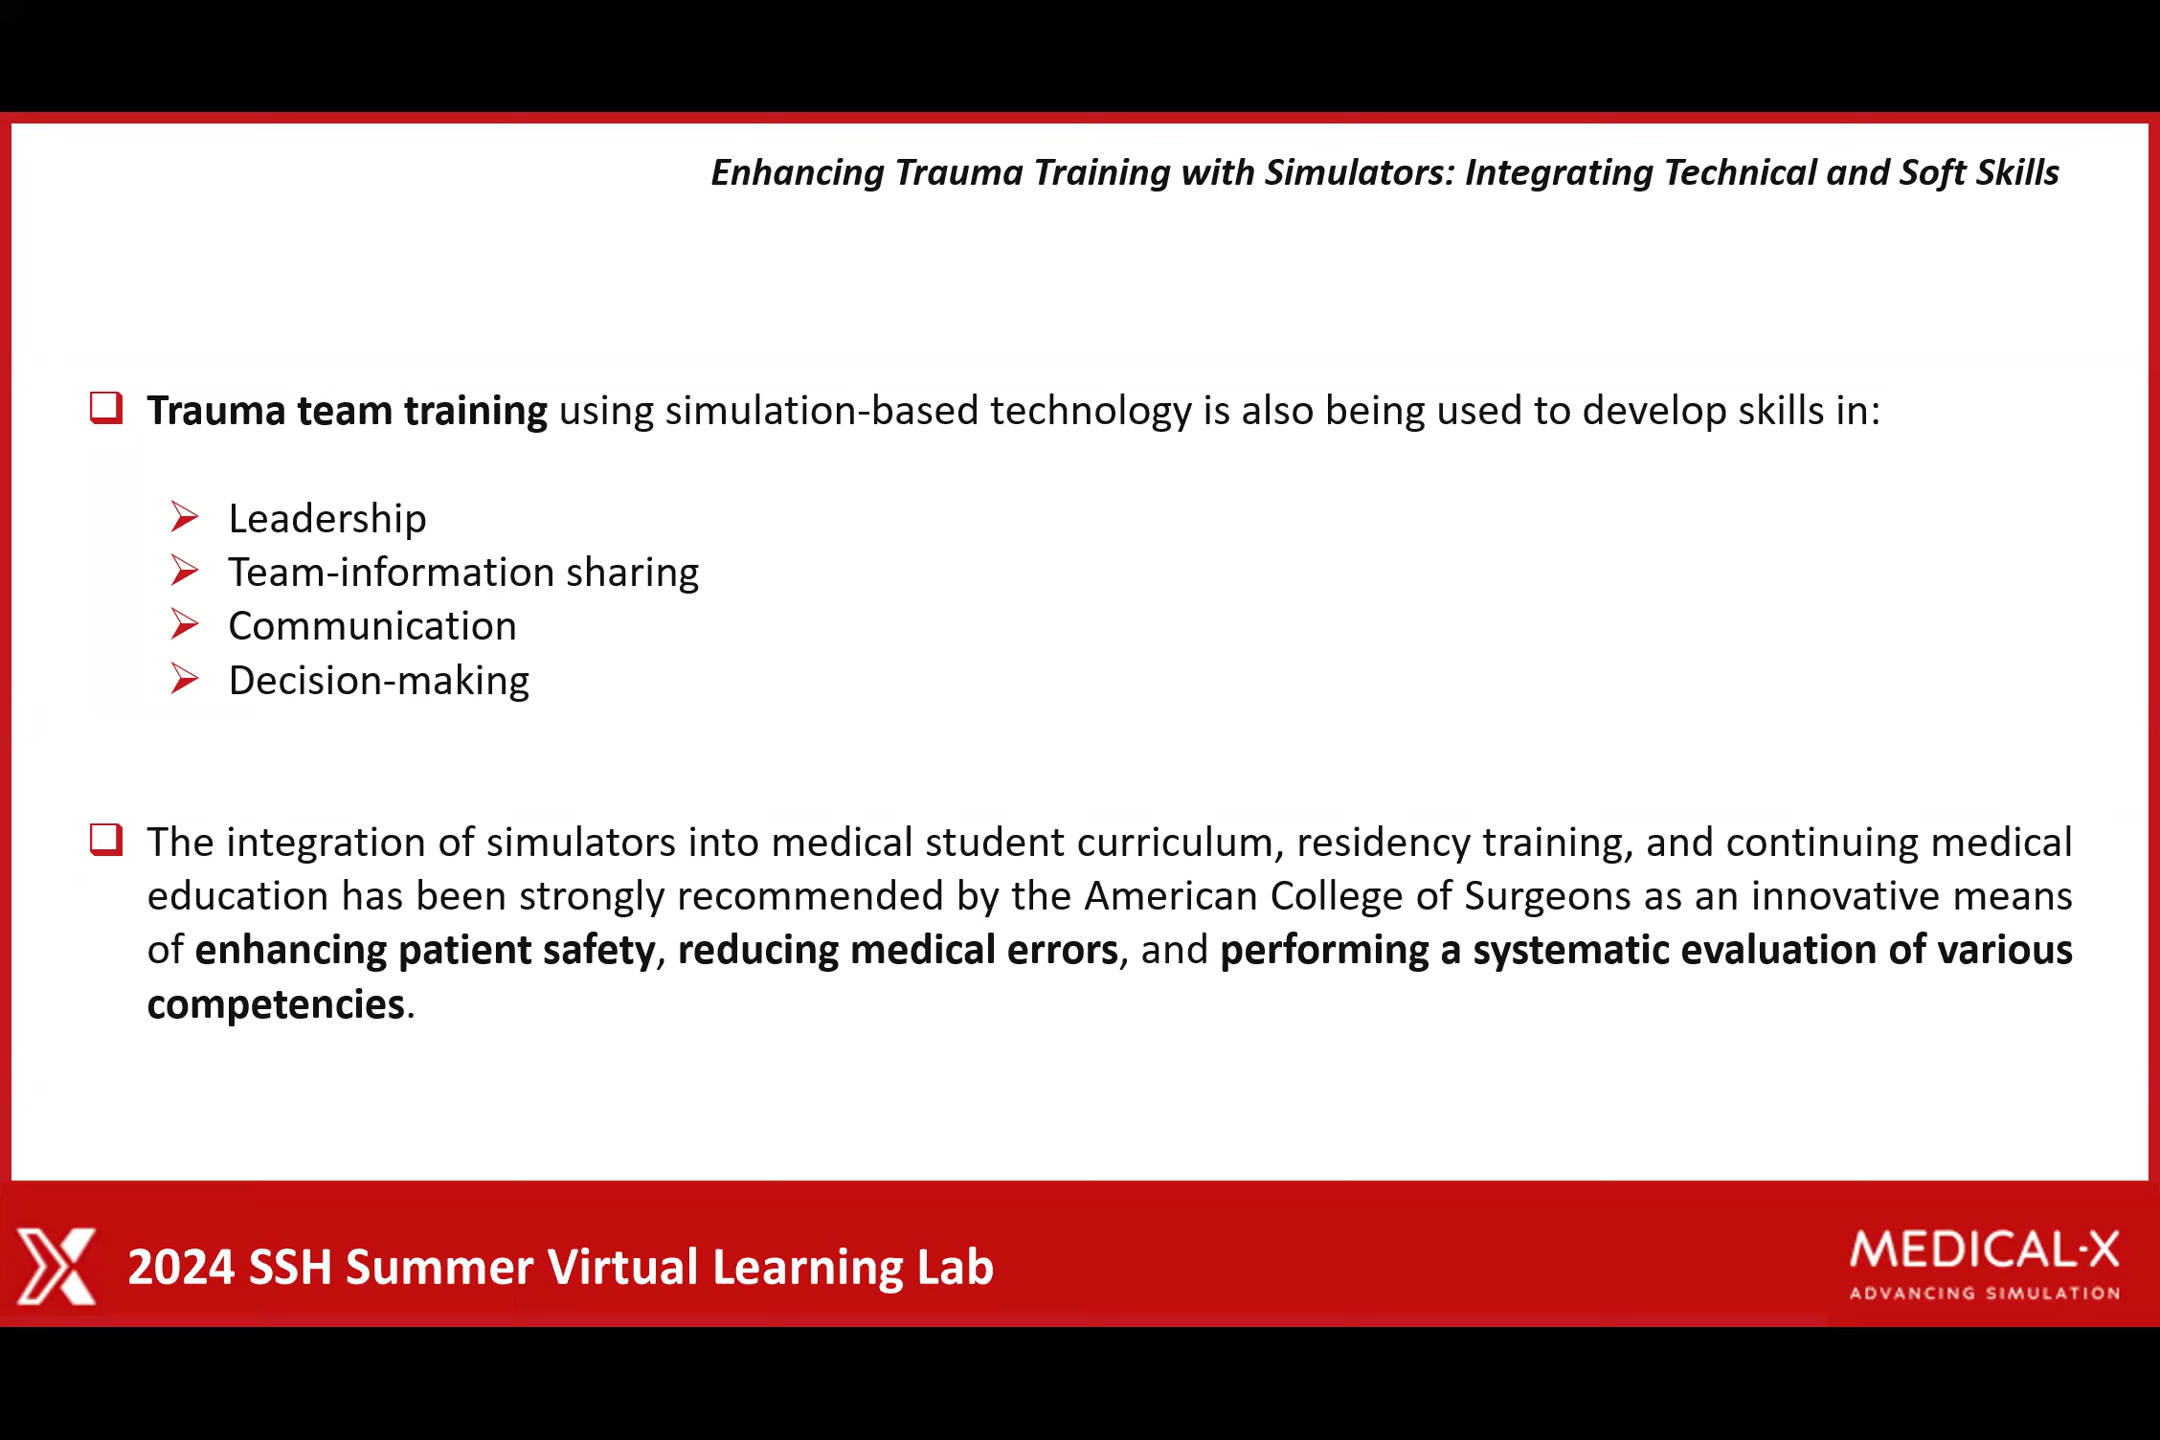 Enhancing Trauma Training with Simulators: Integrating Technical and Soft Skills
Trauma team training using simulation-based technology is also being used to develop skills in:
Leadership
Team-information sharing
Communication
Decision-making
The integration of simulators into medical student curriculum, residency training, and continuing medical
education has been strongly recommended by the American College of Surgeons as an innovative means
of enhancing patient safety, reducing medical errors, and performing a systematic evaluation of various
competencies.
2024 SSH Summer Virtual Learning Lab
MEDICAL-X
ADVANCING SIMULATION